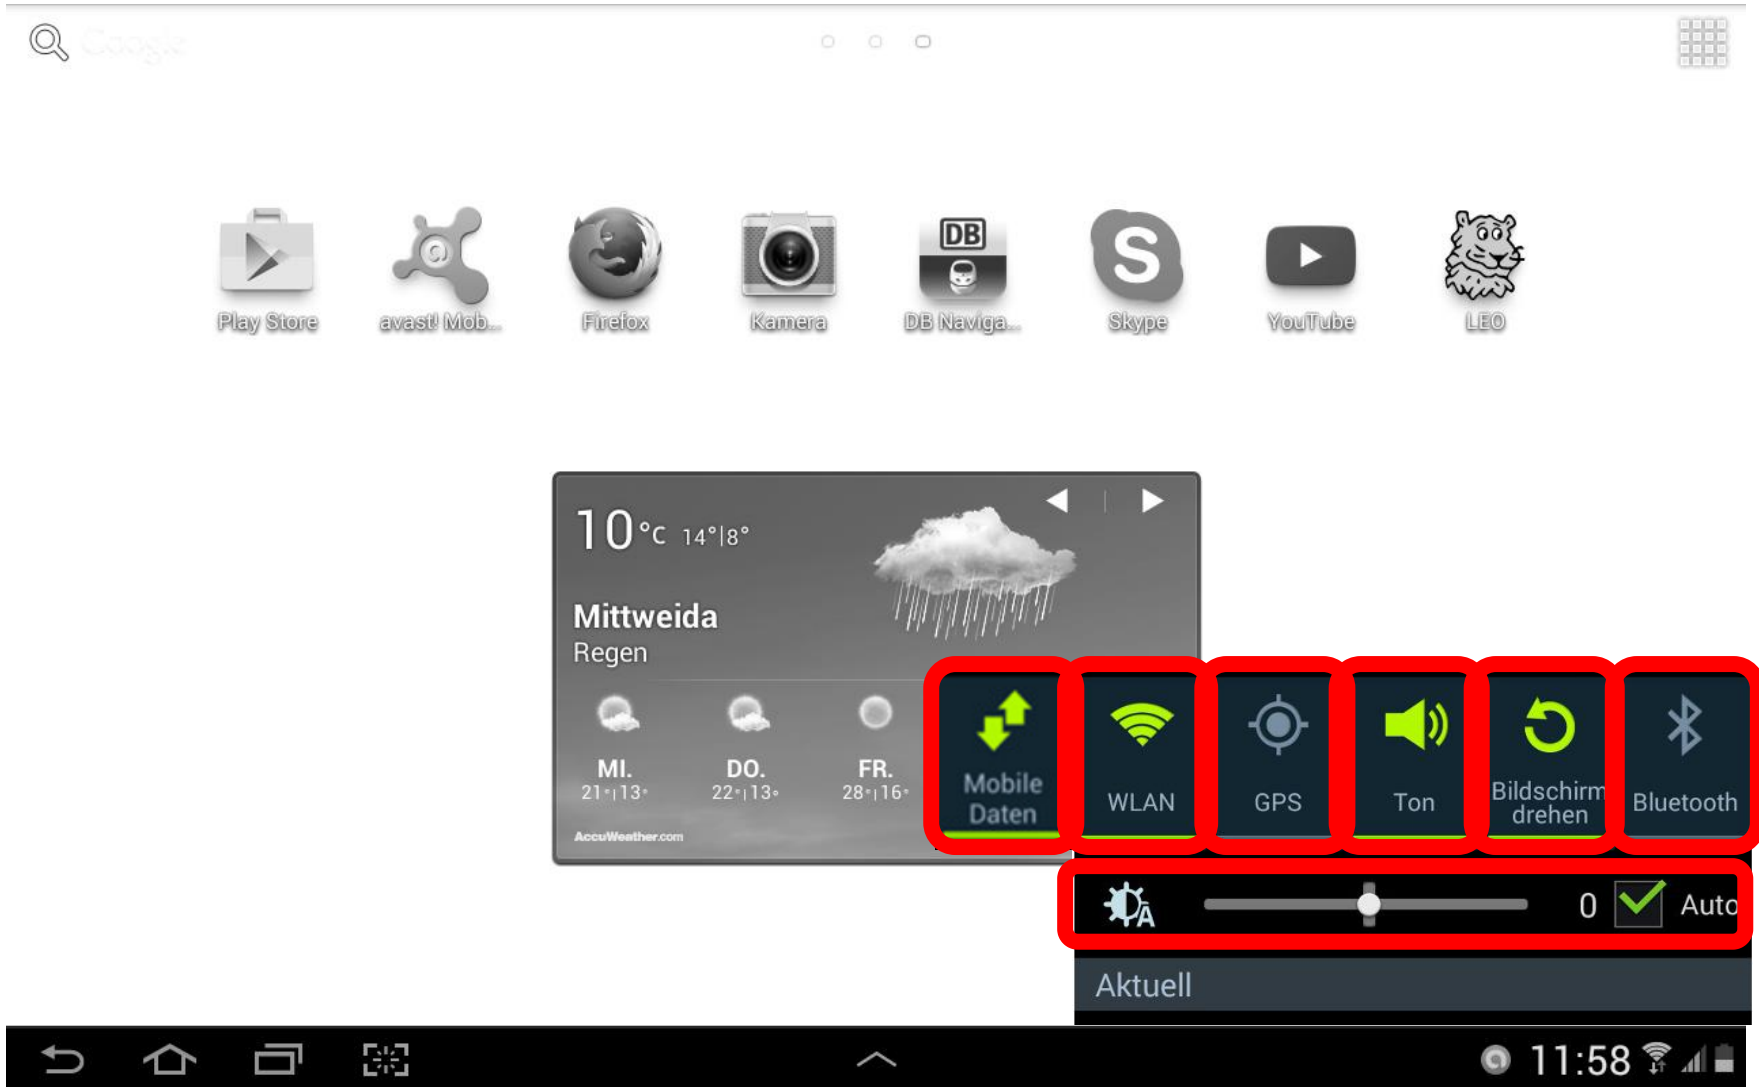 Google
Play Store
avast! Mob...
Firefox
Kamera
DB
DB Naviga...
S
Skype
YouTube
LEO
10°C 14°|8°
Mittweida
Regen
MI.
21°|13°
DO.
22°|13°
FR.
28°|16°
AccuWeather.com
Mobile
Daten
WLAN
GPS
Ton
Bildschirm
drehen
Bluetooth
A
0
Auto
Aktuell
11:58